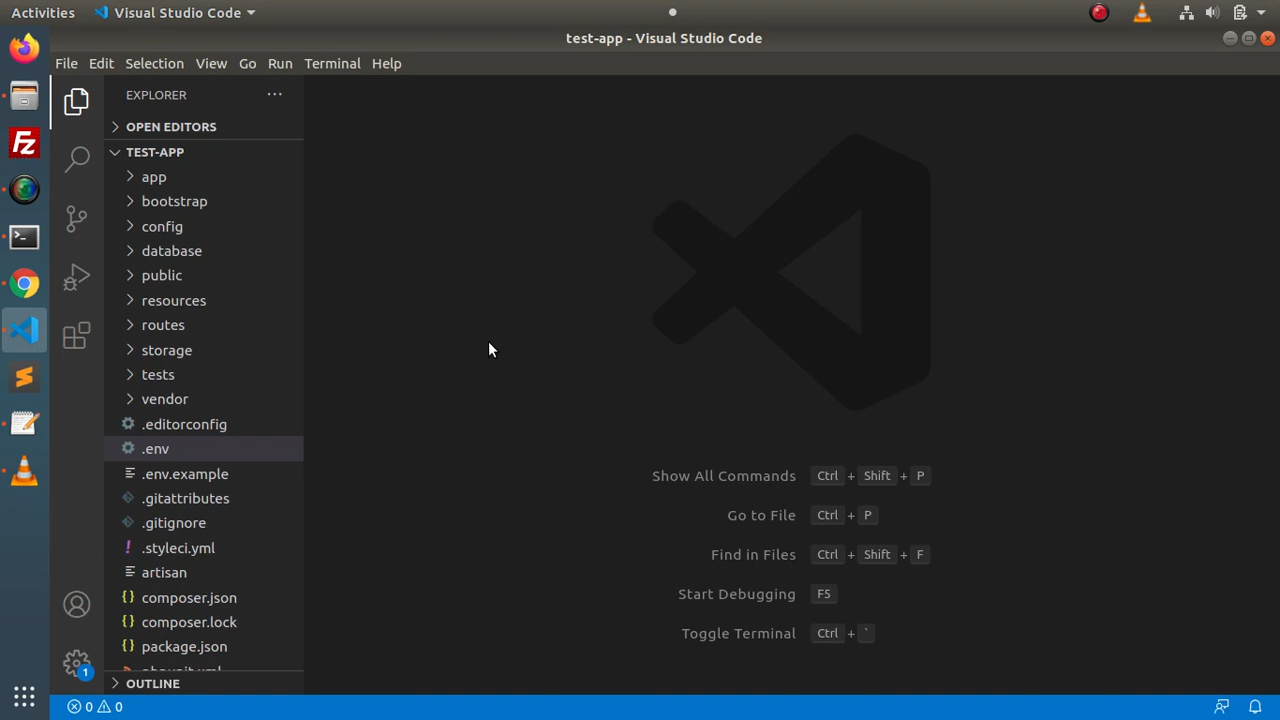 Activities Visual Studio Code
test-app - Visual Studio Code
File Edit Selection View Go Run Terminal Help
EXPLORER ···
OPEN EDITORS
TEST-APP
app
bootstrap
config
database
public
resources
routes
storage
tests
vendor
.editorconfig
.env
.env.example
.gitattributes
.gitignore
.styleci.yml
artisan
composer.json
composer.lock
package.json
OUTLINE
Show All Commands Ctrl + Shift + P
Go to File Ctrl + P
Find in Files Ctrl + Shift + F
Start Debugging F5
Toggle Terminal Ctrl + `
Fz
1
0 0